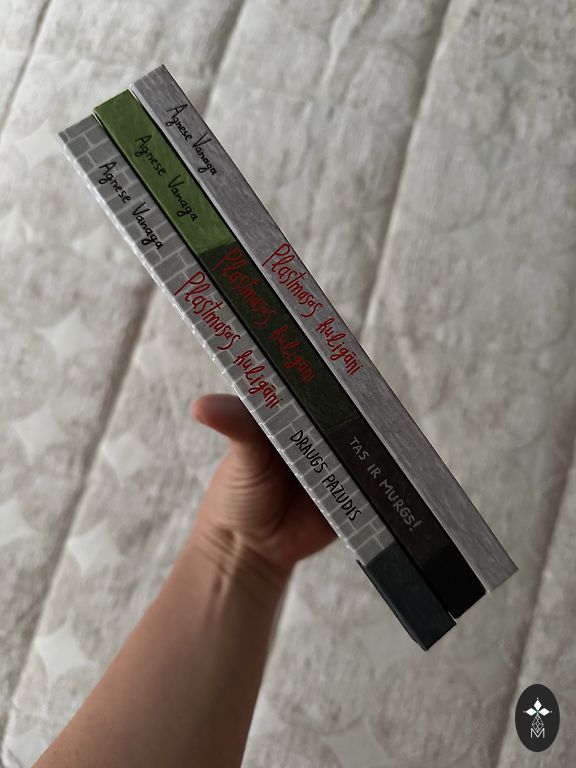 Agnese Vanaga Plastmasas huligāni
Agnese Vanaga Plastmasas huligāni TAS IR MURGS!
Agnese Vanaga Plastmasas huligāni DRAUGS PAZUDIS
M